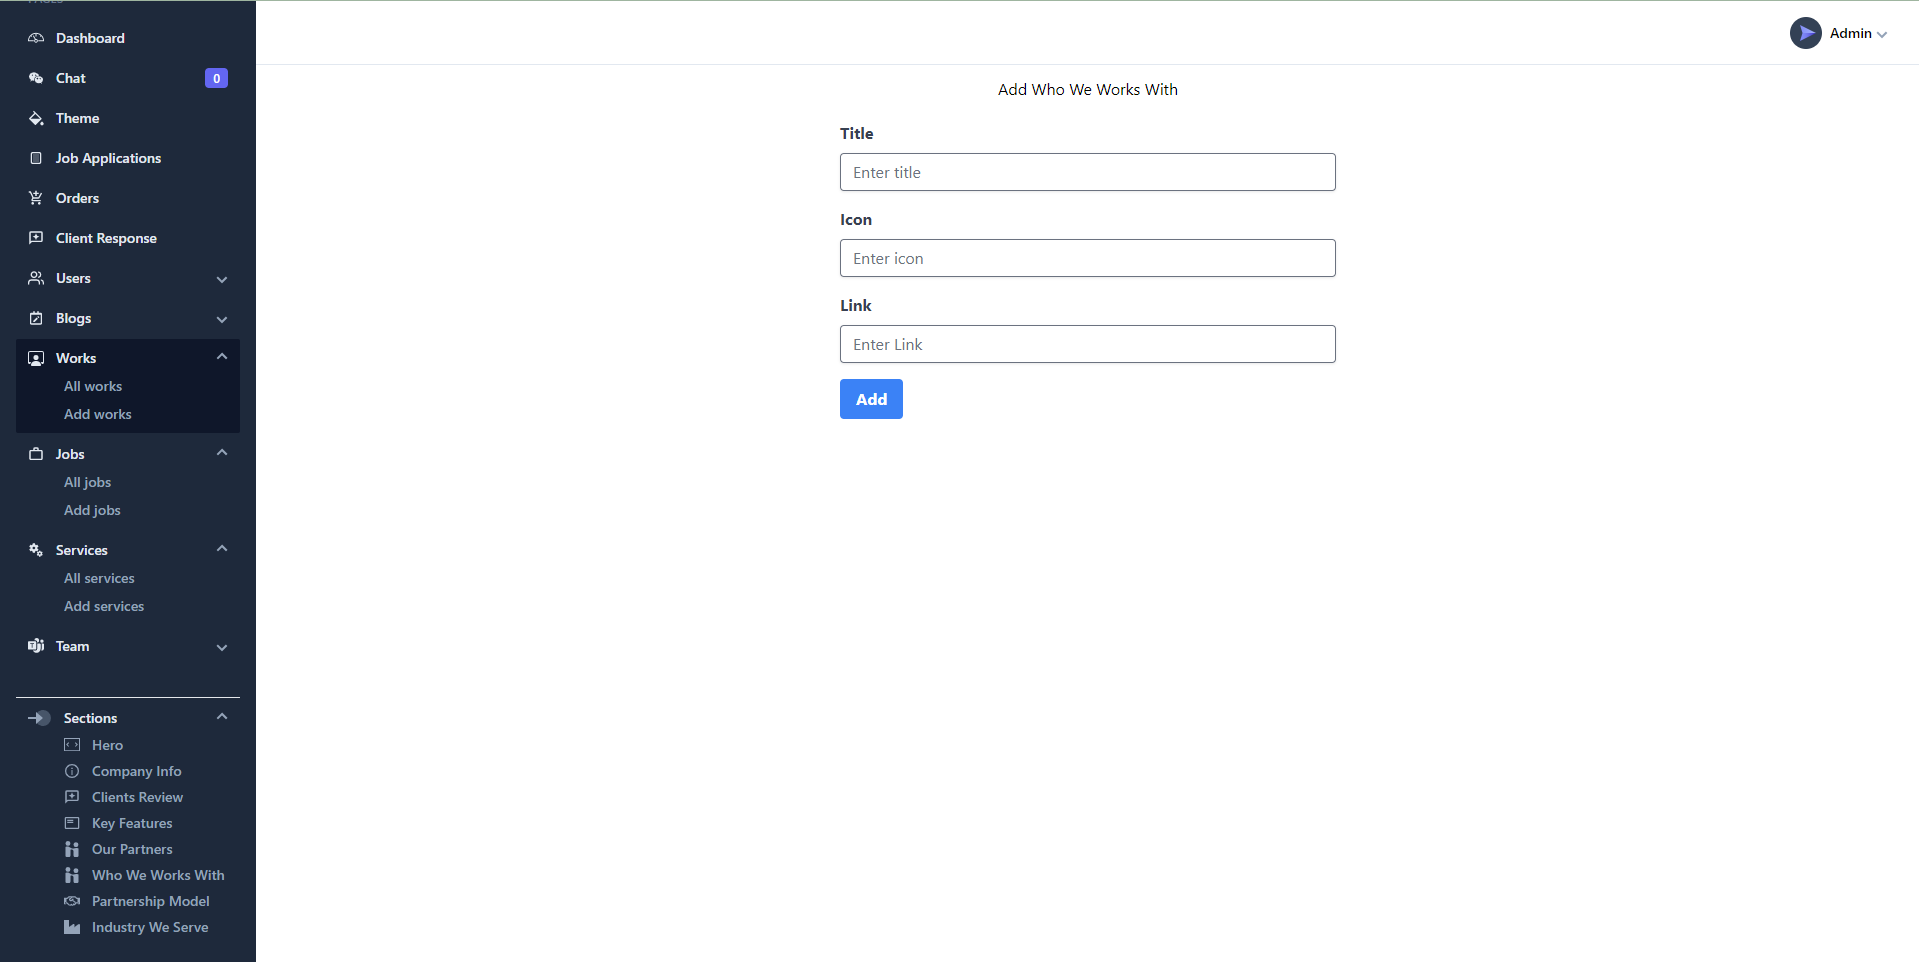 Dashboard
Chat 0
Theme
Job Applications
Orders
Client Response
Users
Blogs
Works
All works
Add works
Jobs
All jobs
Add jobs
Services
All services
Add services
Team
Sections
Hero
Company Info
Clients Review
Key Features
Our Partners
Who We Works With
Partnership Model
Industry We Serve
Admin
Add Who We Works With
Title
Enter title
Icon
Enter icon
Link
Enter Link
Add